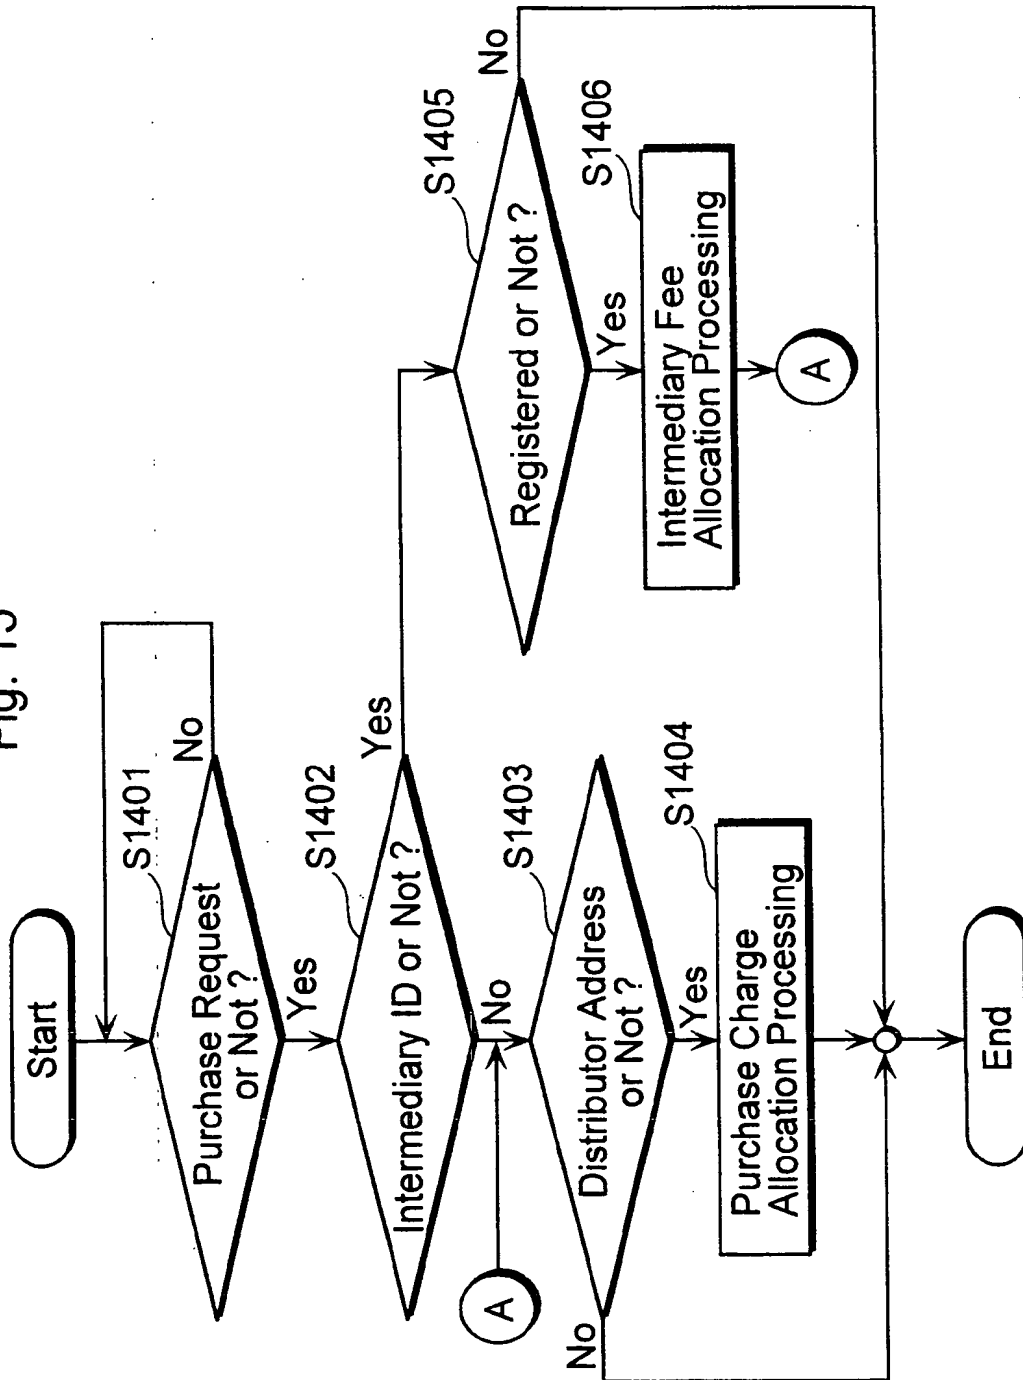 Start
Purchase Request
or Not ?
S1401
No
Yes
Intermediary ID or Not ?
S1402
Yes
No
A
Distributor Address
or Not ?
S1403
No
Yes
Purchase Charge
Allocation Processing
S1404
End
Registered or Not ?
S1405
No
Yes
Intermediary Fee
Allocation Processing
S1406
A